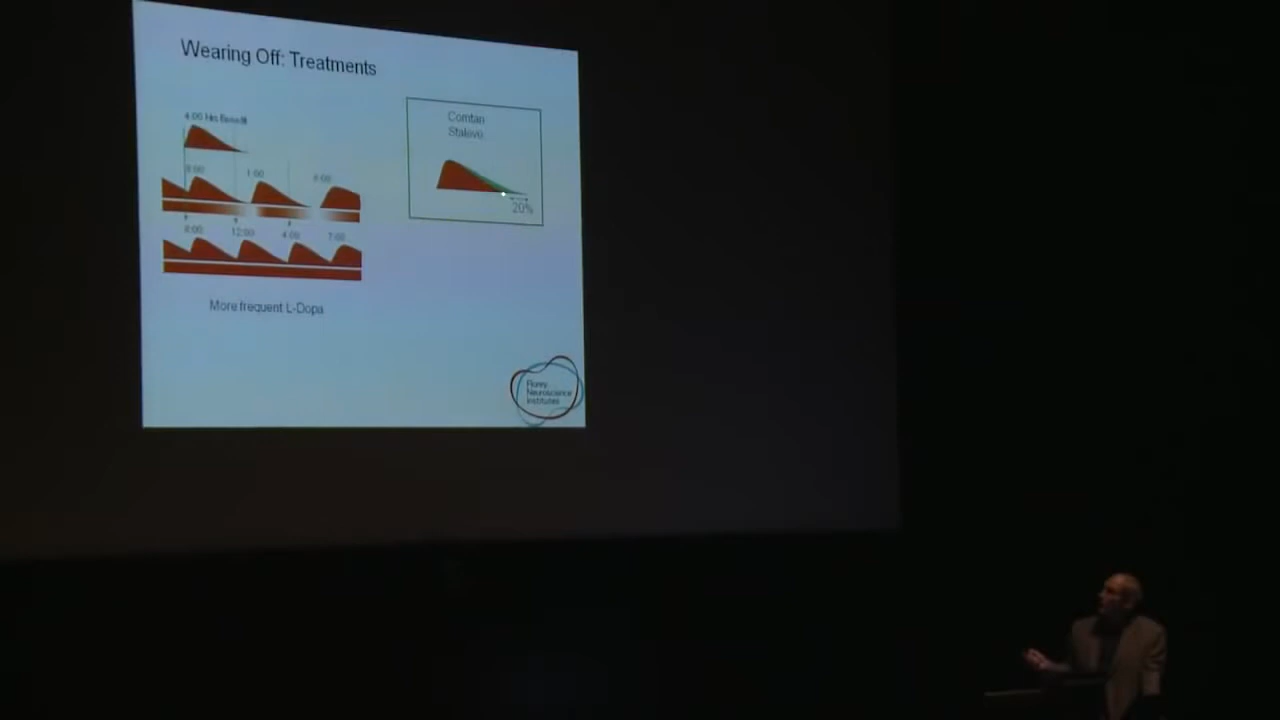 Wearing Off: Treatments
4:00 Hrs Benefit
8:00
1:00
6:00
8:00
12:00
4:00
7:00
More frequent L-Dopa
Comtan
Stalevo
20%
Florey
Neuroscience
Institutes